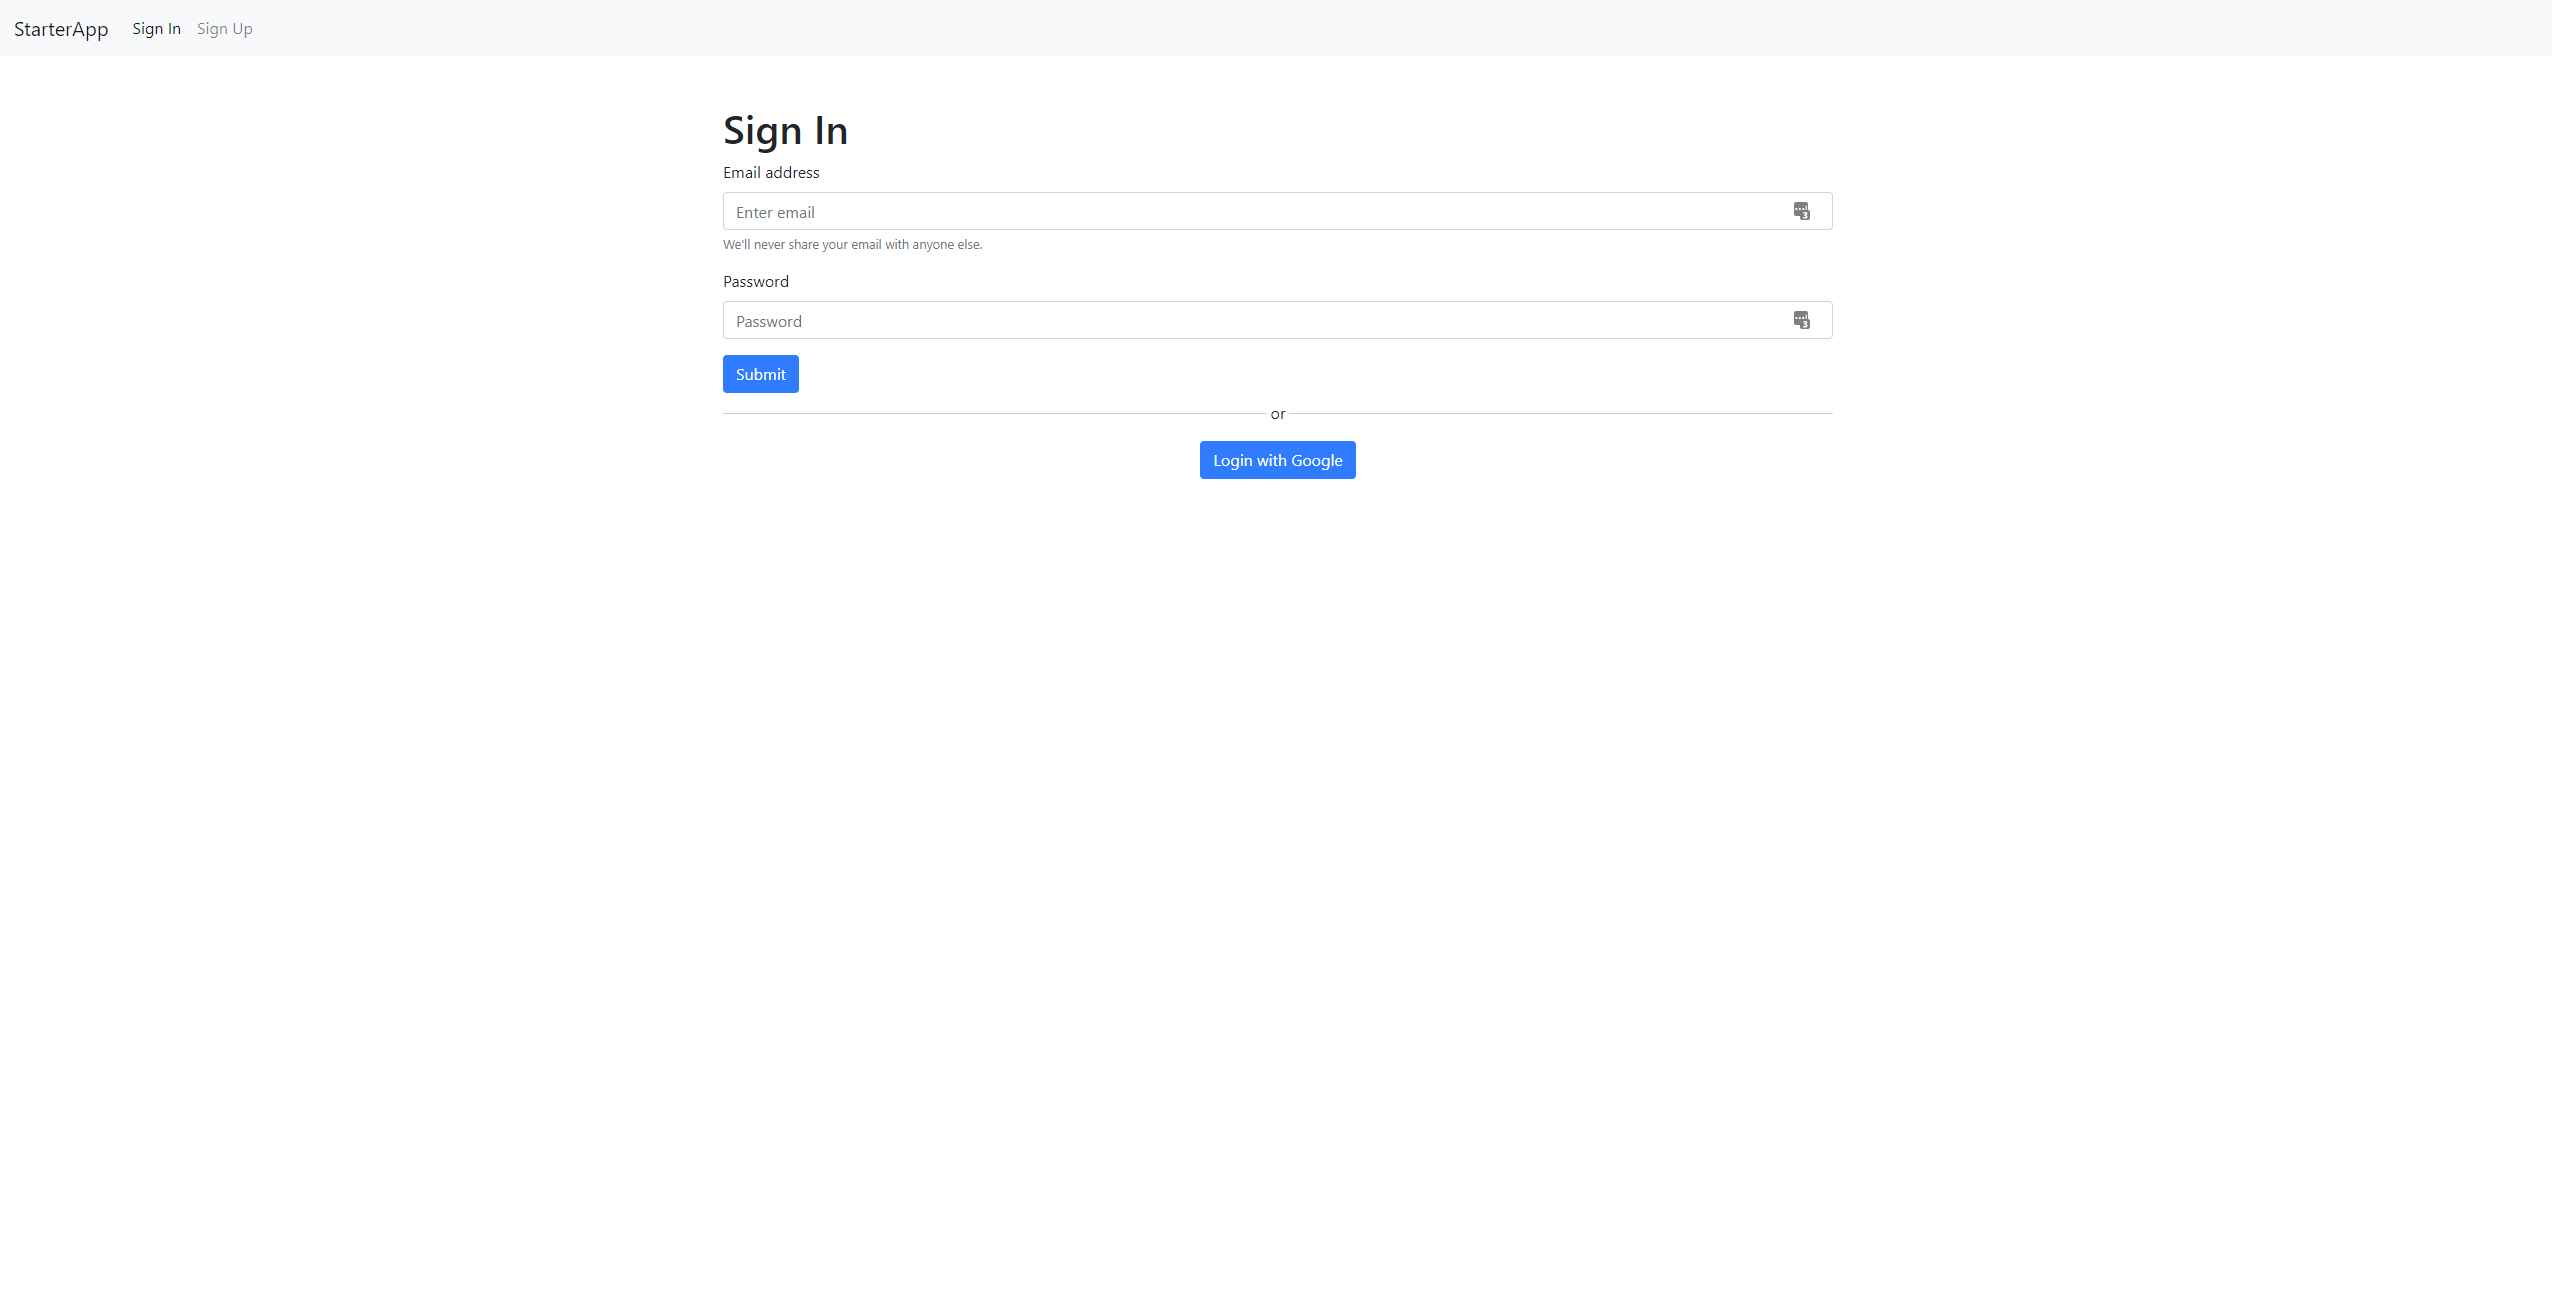 StarterApp Sign In Sign Up
Sign In
Email address
Enter email
We'll never share your email with anyone else.
Password
Password
Submit
or
Login with Google